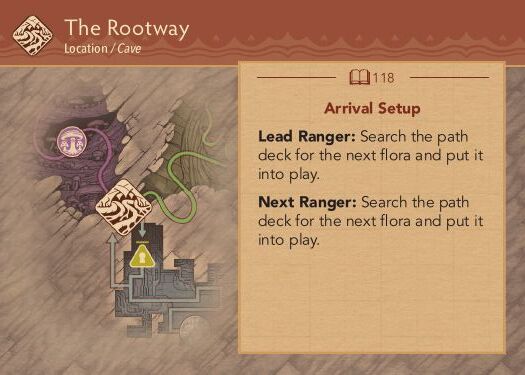 The Rootway
Location / Cave
118
Arrival Setup
Lead Ranger: Search the path
deck for the next flora and put it
into play.
Next Ranger: Search the path
deck for the next flora and put it
into play.